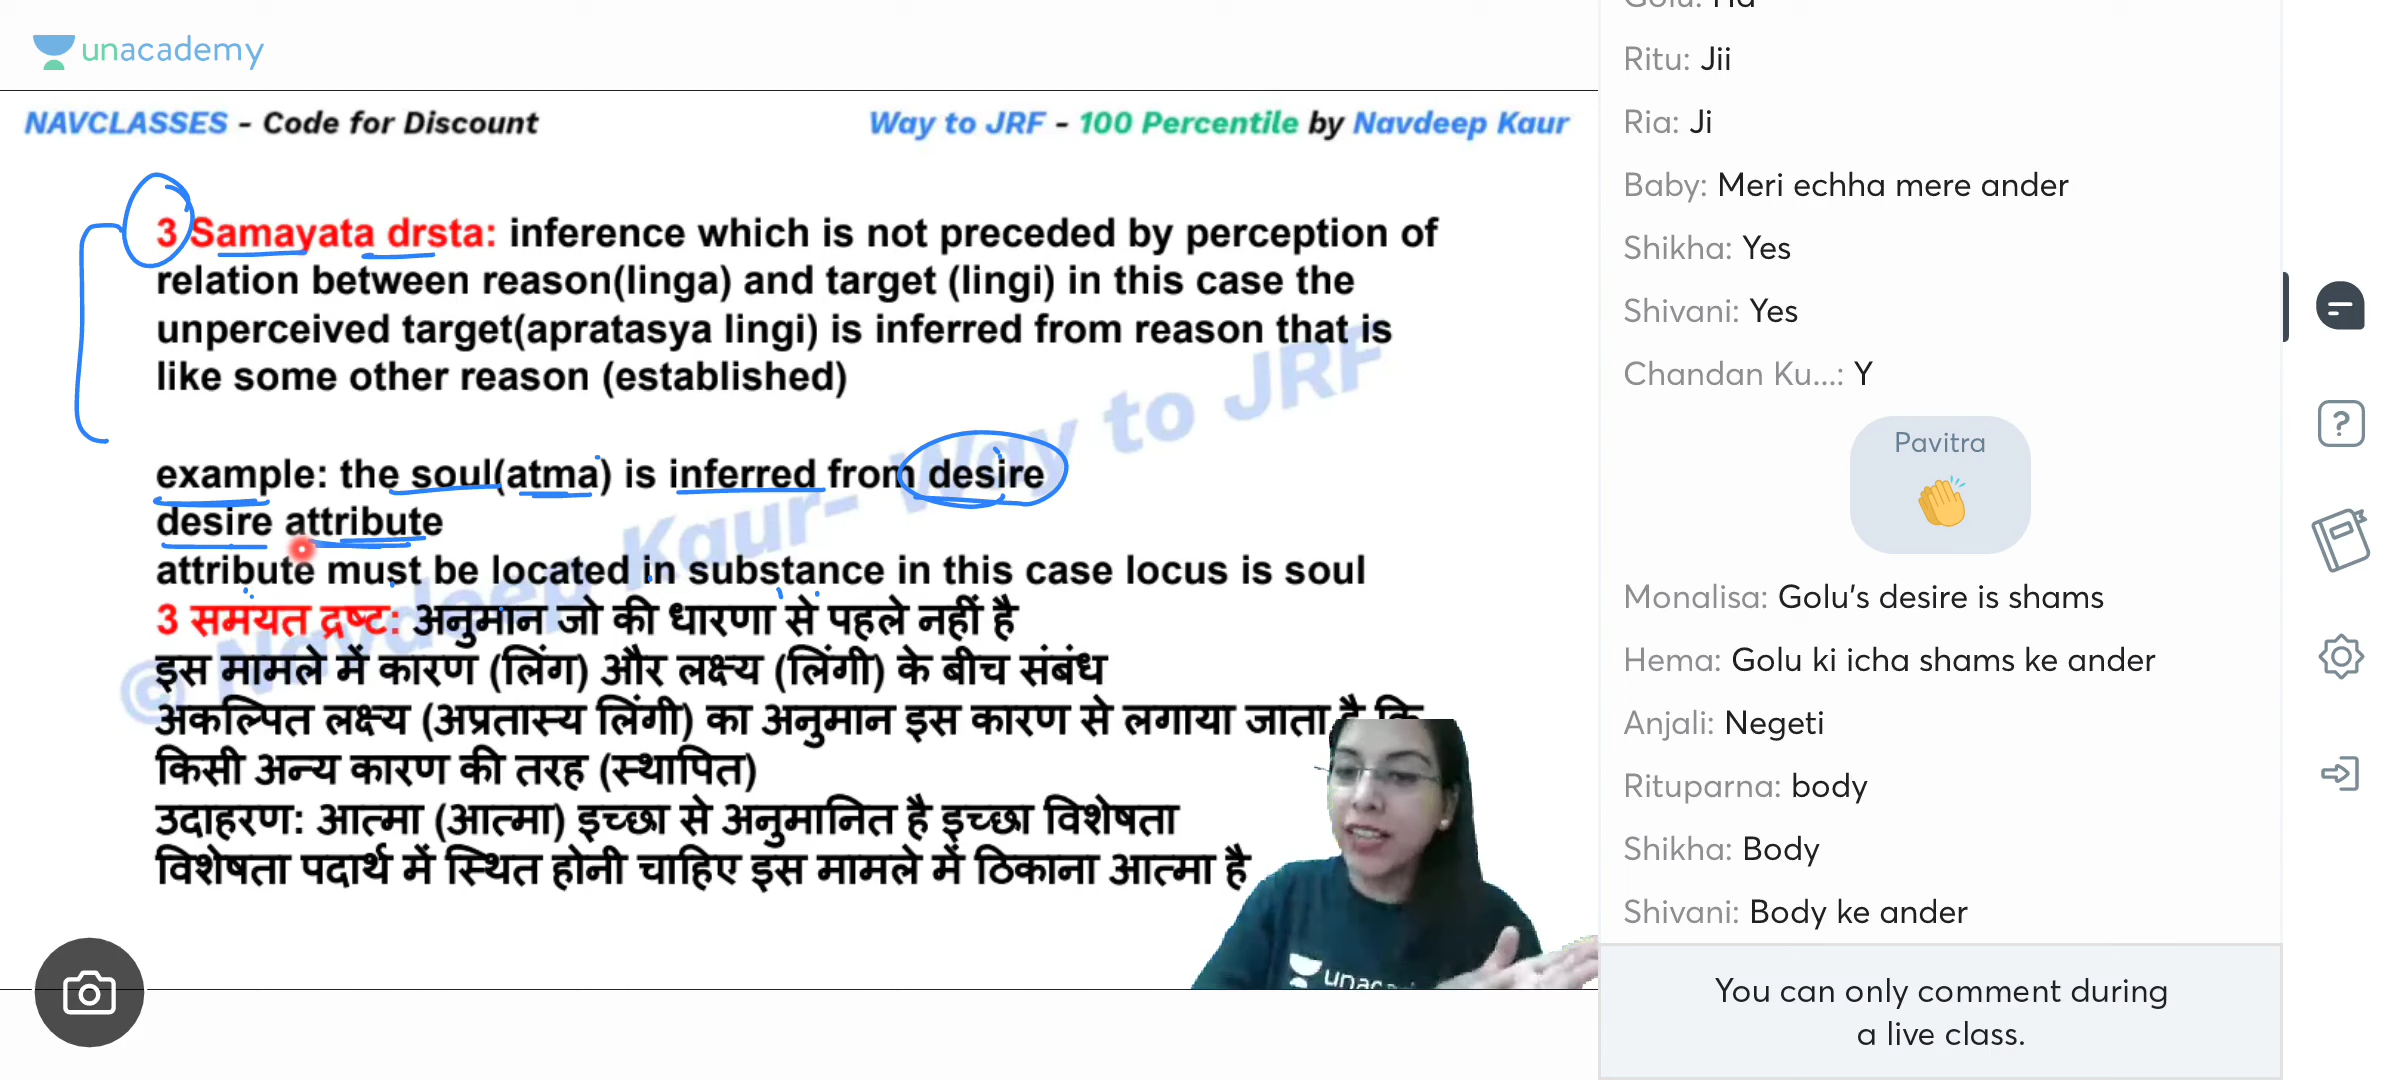 unacademy
NAVCLASSES - Code for Discount
Way to JRF - 100 Percentile by Navdeep Kaur
3 Samayata drsta: inference which is not preceded by perception of
relation between reason(linga) and target (lingi) in this case the
unperceived target(apratasya lingi) is inferred from reason that is
like some other reason (established)
example: the soul(atma) is inferred from desire
desire attribute
attribute must be located in substance in this case locus is soul
3 समयत द्रष्ट: अनुमान जो की धारणा से पहले नहीं है
इस मामले में कारण (लिंग) और लक्ष्य (लिंगी) के बीच संबंध
अकल्पित लक्ष्य (अप्रतास्य लिंगी) का अनुमान इस कारण से लगाया जाता है कि
किसी अन्य कारण की तरह (स्थापित)
उदाहरण: आत्मा (आत्मा) इच्छा से अनुमानित है इच्छा विशेषता
विशेषता पदार्थ में स्थित होनी चाहिए इस मामले में ठिकाना आत्मा है
© Navdeep Kaur- Way to JRF
Golu: Ha
Ritu: Jii
Ria: Ji
Baby: Meri echha mere ander
Shikha: Yes
Shivani: Yes
Chandan Ku...: Y
Pavitra
Monalisa: Golu's desire is shams
Hema: Golu ki icha shams ke ander
Anjali: Negeti
Rituparna: body
Shikha: Body
Shivani: Body ke ander
You can only comment during
a live class.